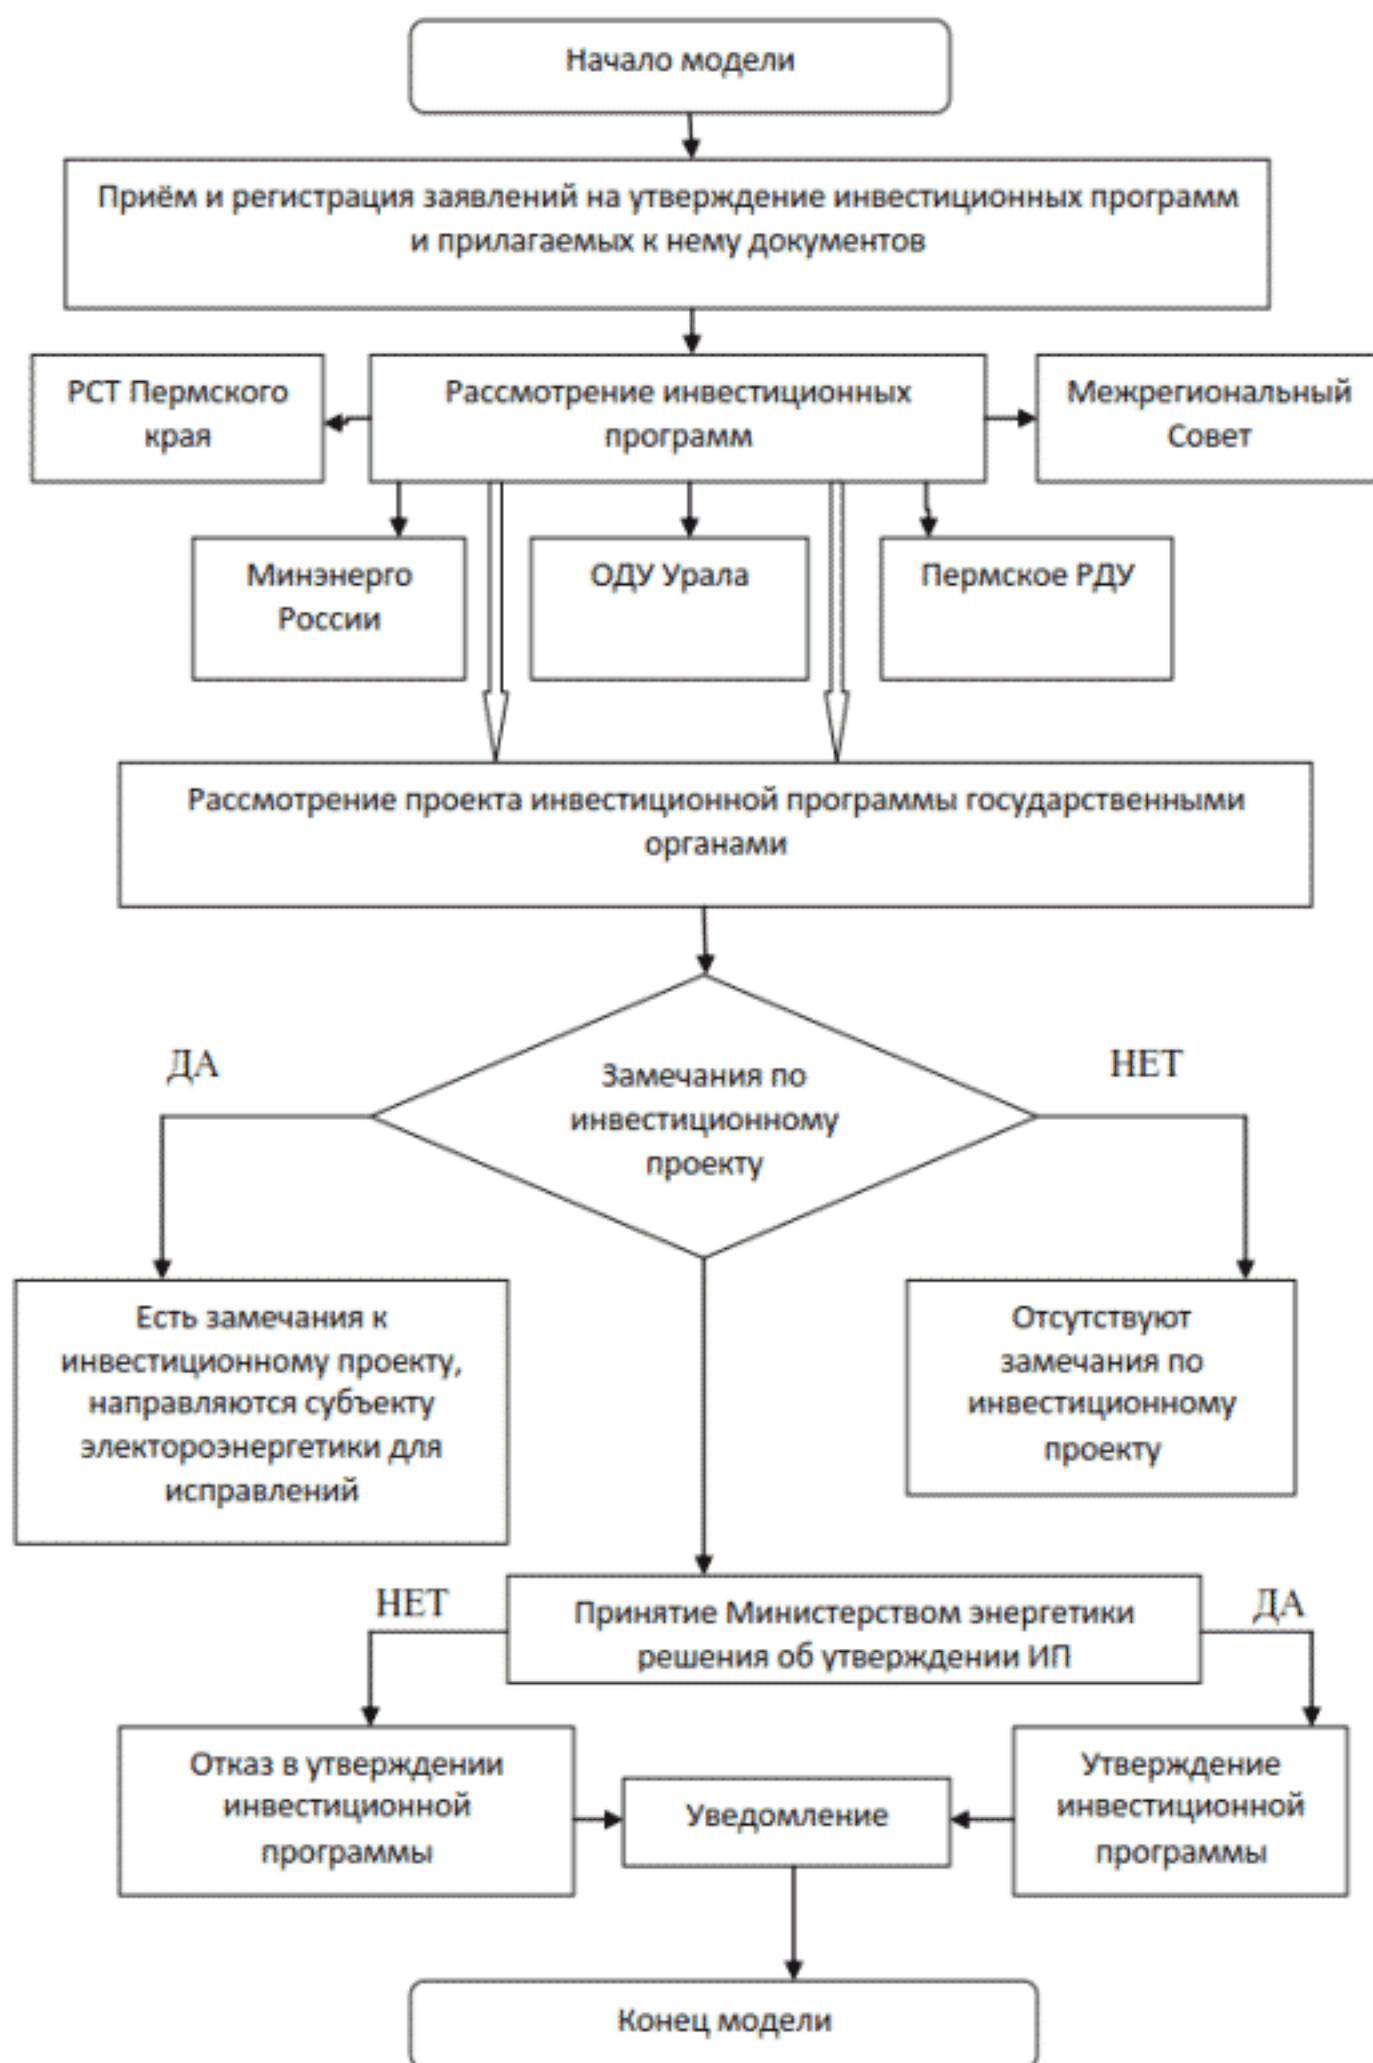 Начало модели
Приём и регистрация заявлений на утверждение инвестиционных программ
и прилагаемых к нему документов
РСТ Пермского
края
Рассмотрение инвестиционных
программ
Межрегиональный
Совет
Минэнерго
России
ОДУ Урала
Пермское РДУ
Рассмотрение проекта инвестиционной программы государственными
органами
ДА
НЕТ
Замечания по
инвестиционному
проекту
Есть замечания к
инвестиционному проекту,
направляются субъекту
электороэнергетики для
исправлений
Отсутствуют
замечания по
инвестиционному
проекту
НЕТ
Принятие Министерством энергетики
решения об утверждении ИП
ДА
Отказ в утверждении
инвестиционной
программы
Уведомление
Утверждение
инвестиционной
программы
Конец модели